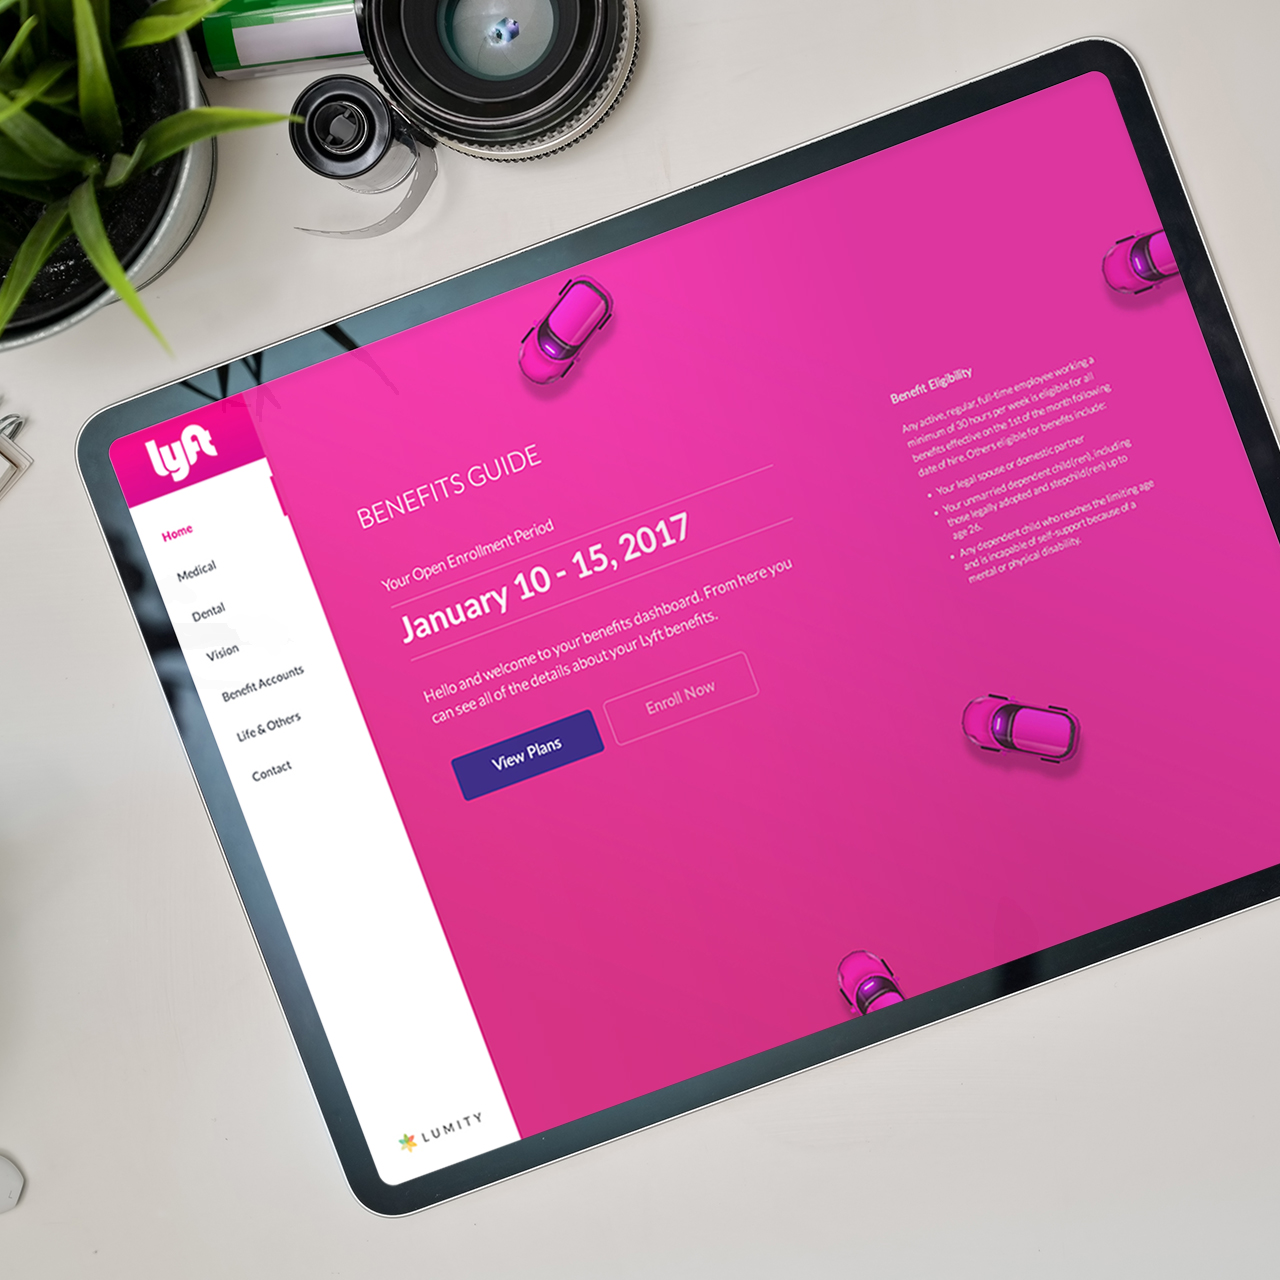 lyft
Home
Medical
Dental
Vision
Benefit Accounts
Life & Others
Contact
LUMITY
BENEFITS GUIDE
Your Open Enrollment Period
January 10 - 15, 2017
Hello and welcome to your benefits dashboard. From here you
can see all of the details about your Lyft benefits.
View Plans
Enroll Now
Benefit Eligibility
Any active, regular, full-time employee working a
minimum of 30 hours per week is eligible for all
benefits effective on the 1st of the month following
date of hire. Others eligible for benefits include:
• Your legal spouse or domestic partner
• Your unmarried dependent child(ren), including
those legally adopted and stepchild(ren) up to
age 26.
• Any dependent child who reaches the limiting age
and is incapable of self-support because of a
mental or physical disability.